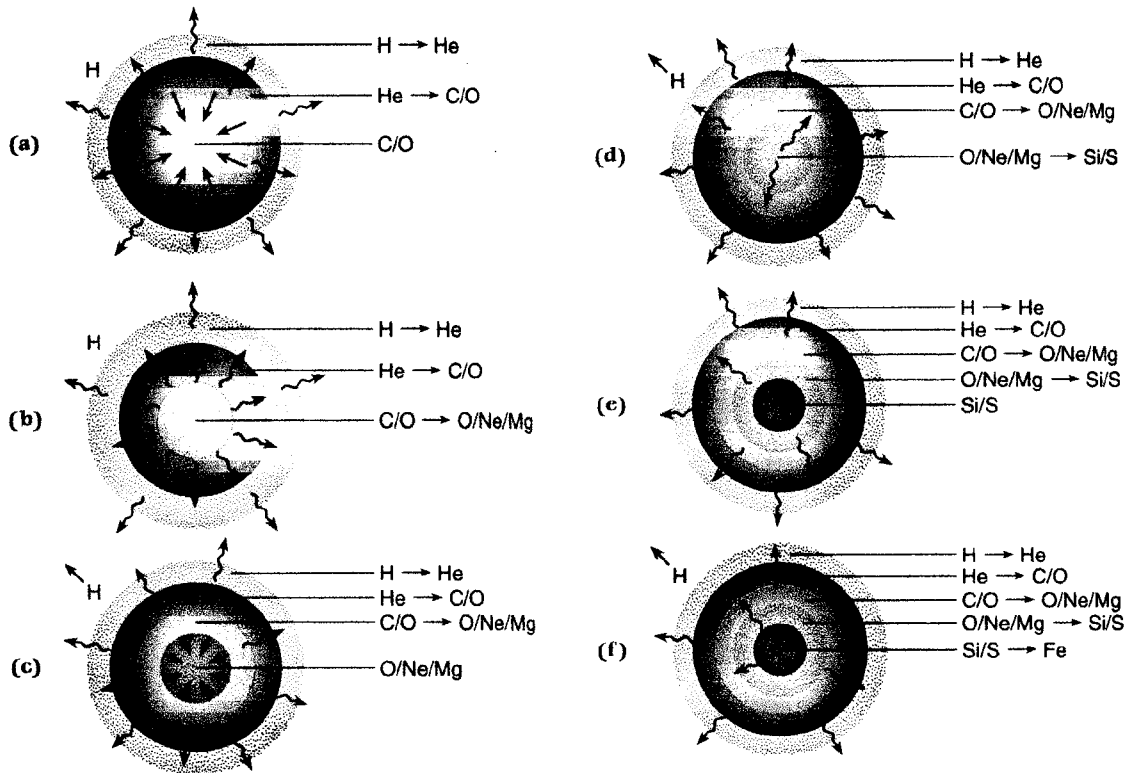 (a)
H
H → He
He → C/O
C/O
(b)
H
H → He
He → C/O
C/O → O/Ne/Mg
(c)
H
H → He
He → C/O
C/O → O/Ne/Mg
O/Ne/Mg
(d)
H
H → He
He → C/O
C/O → O/Ne/Mg
O/Ne/Mg → Si/S
(e)
H → He
He → C/O
C/O → O/Ne/Mg
O/Ne/Mg → Si/S
Si/S
(f)
H
H → He
He → C/O
C/O → O/Ne/Mg
O/Ne/Mg → Si/S
Si/S → Fe